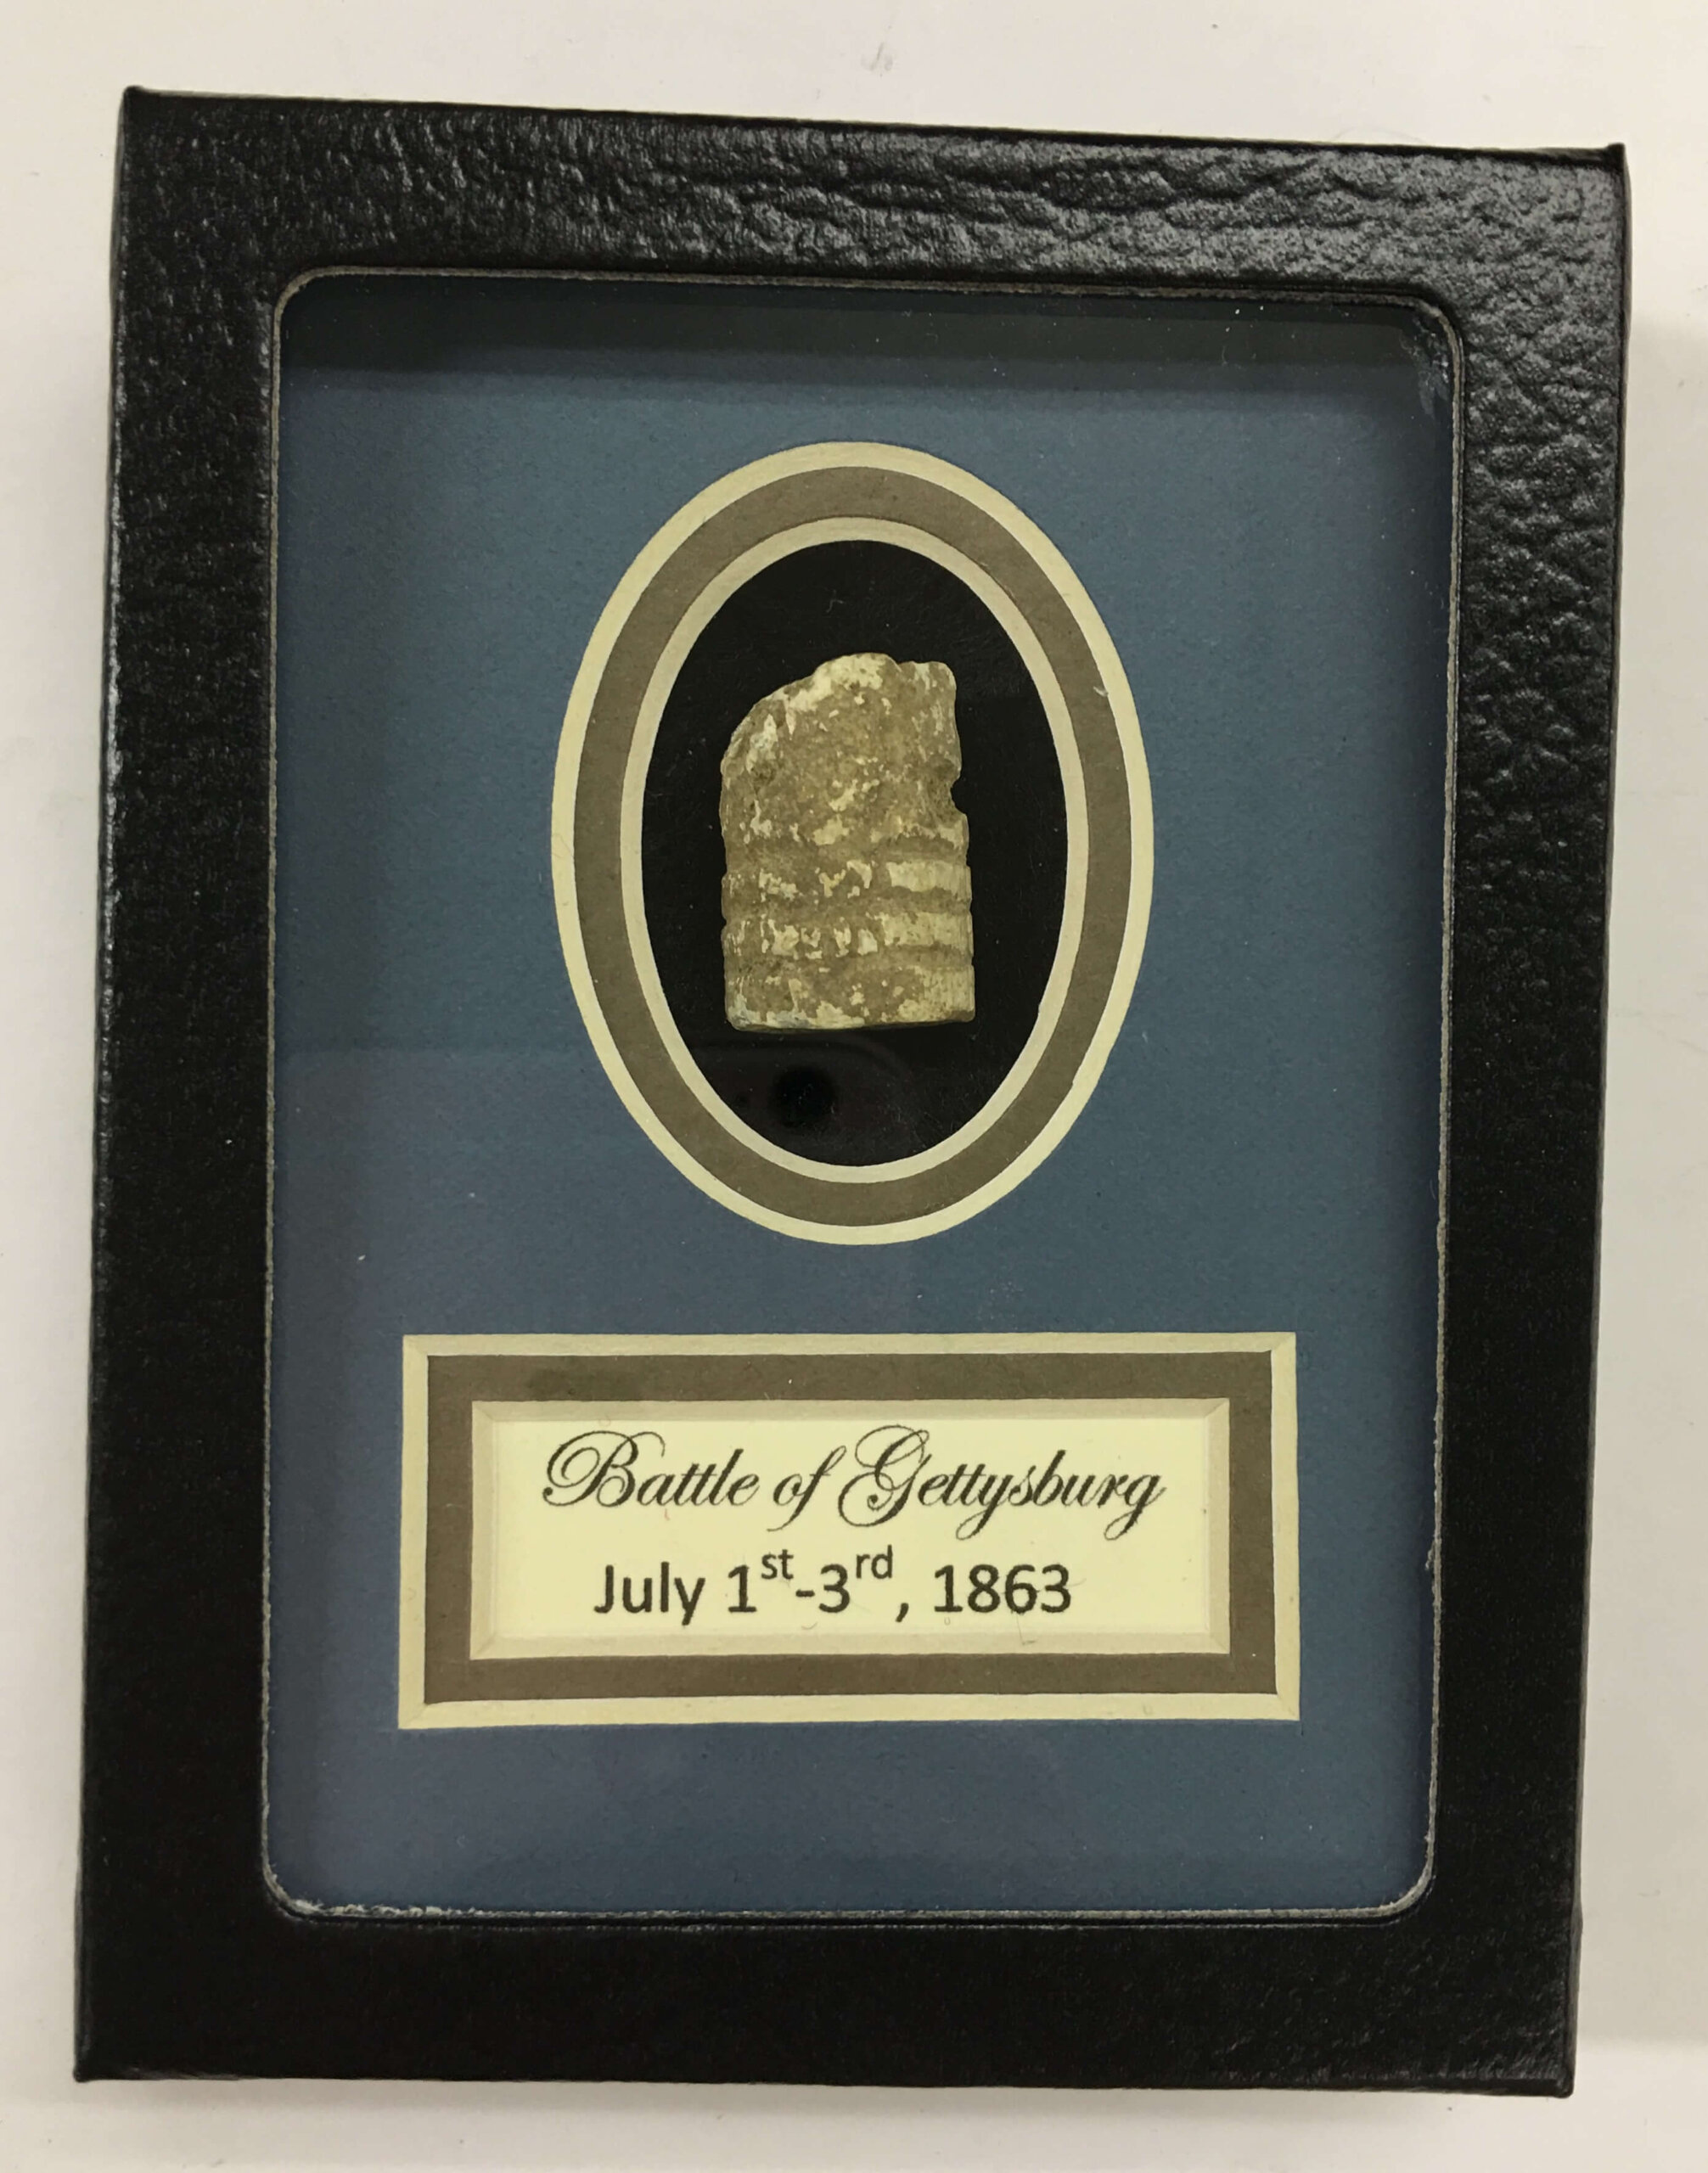 Battle of Gettysburg
July 1st-3rd, 1863